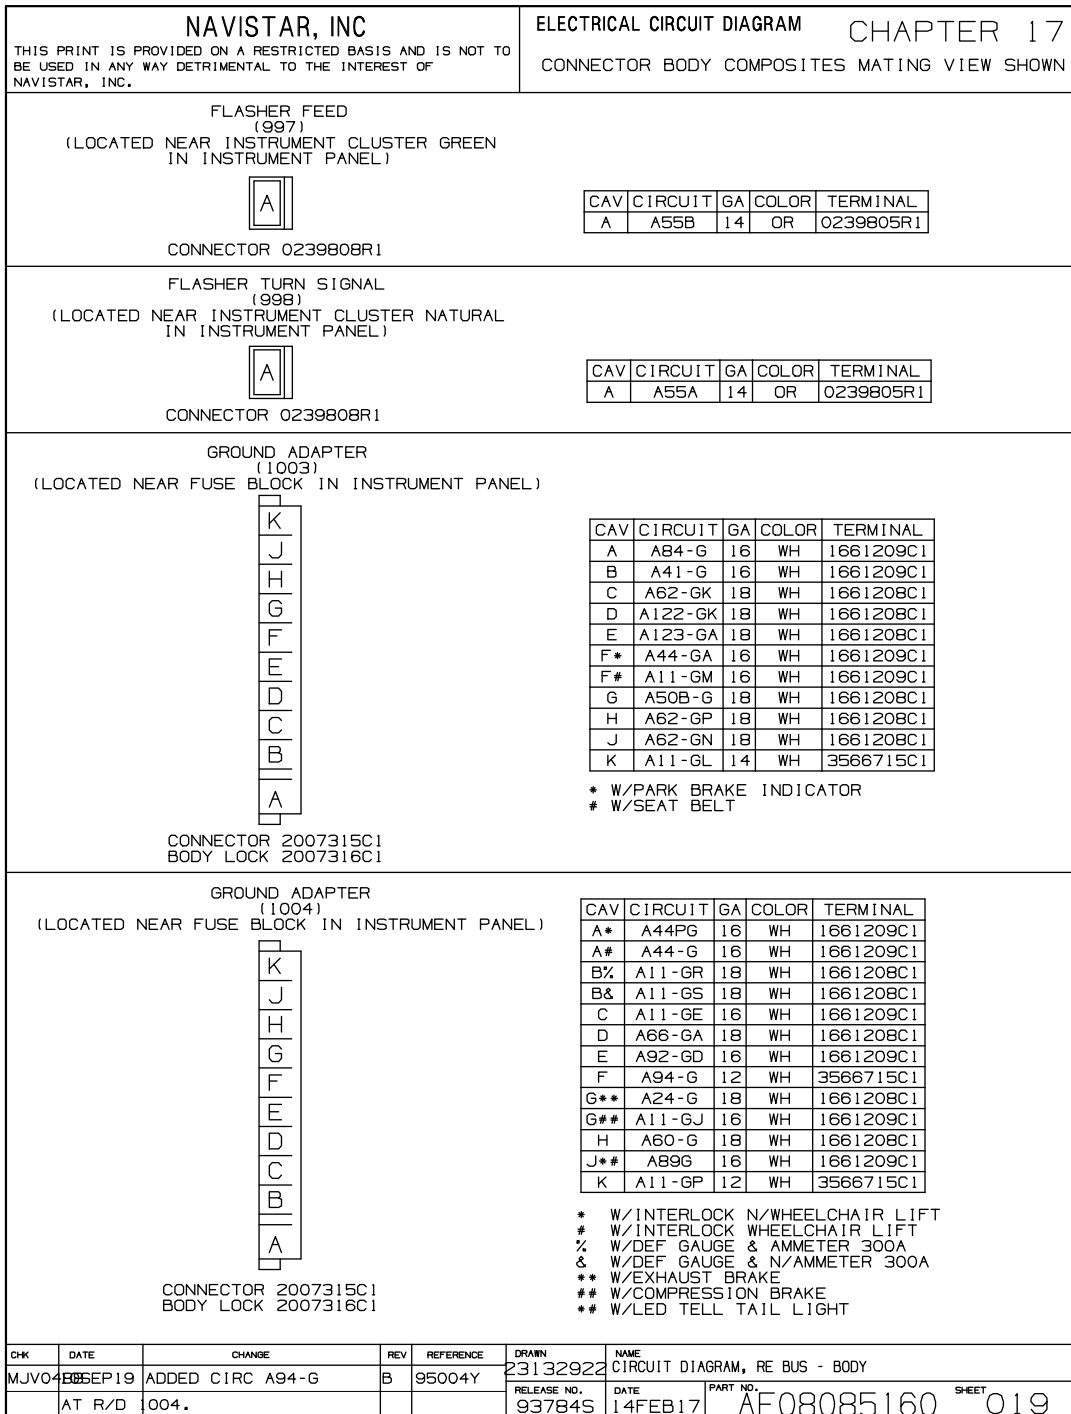 NAVISTAR, INC
THIS PRINT IS PROVIDED ON A RESTRICTED BASIS AND IS NOT TO
BE USED IN ANY WAY DETRIMENTAL TO THE INTEREST OF
NAVISTAR, INC.
ELECTRICAL CIRCUIT DIAGRAM CHAPTER 17
CONNECTOR BODY COMPOSITES MATING VIEW SHOWN
FLASHER FEED
(997)
(LOCATED NEAR INSTRUMENT CLUSTER GREEN
IN INSTRUMENT PANEL)
A
CONNECTOR 0239808R1
CAV CIRCUIT GA COLOR TERMINAL
A A55B 14 OR 0239805R1
FLASHER TURN SIGNAL
(998)
(LOCATED NEAR INSTRUMENT CLUSTER NATURAL
IN INSTRUMENT PANEL)
A
CONNECTOR 0239808R1
CAV CIRCUIT GA COLOR TERMINAL
A A55A 14 OR 0239805R1
GROUND ADAPTER
(1003)
(LOCATED NEAR FUSE BLOCK IN INSTRUMENT PANEL)
K
J
H
G
F
E
D
C
B
A
CONNECTOR 2007315C1
BODY LOCK 2007316C1
CAV CIRCUIT GA COLOR TERMINAL
A A84-G 16 WH 1661209C1
B A41-G 16 WH 1661209C1
C A62-GK 18 WH 1661208C1
D A122-GK 18 WH 1661208C1
E A123-GA 18 WH 1661208C1
F* A44-GA 16 WH 1661209C1
F# A11-GM 16 WH 1661209C1
G A50B-G 18 WH 1661208C1
H A62-GP 18 WH 1661208C1
J A62-GN 18 WH 1661208C1
K A11-GL 14 WH 3566715C1
* W/PARK BRAKE INDICATOR
# W/SEAT BELT
GROUND ADAPTER
(1004)
(LOCATED NEAR FUSE BLOCK IN INSTRUMENT PANEL)
K
J
H
G
F
E
D
C
B
A
CONNECTOR 2007315C1
BODY LOCK 2007316C1
CAV CIRCUIT GA COLOR TERMINAL
A* A44PG 16 WH 1661209C1
A# A44-G 16 WH 1661209C1
B% A11-GR 18 WH 1661208C1
B& A11-GS 18 WH 1661208C1
C A11-GE 16 WH 1661209C1
D A66-GA 18 WH 1661208C1
E A92-GD 16 WH 1661209C1
F A94-G 12 WH 3566715C1
G** A24-G 18 WH 1661208C1
G## A11-GJ 16 WH 1661209C1
H A60-G 18 WH 1661208C1
J*# A89G 16 WH 1661209C1
K A11-GP 12 WH 3566715C1
* W/INTERLOCK N/WHEELCHAIR LIFT
# W/INTERLOCK WHEELCHAIR LIFT
% W/DEF GAUGE & AMMETER 300A
& W/DEF GAUGE & N/AMMETER 300A
** W/EXHAUST BRAKE
## W/COMPRESSION BRAKE
*# W/LED TELL TAIL LIGHT
CHK DATE CHANGE REV REFERENCE
ADDED CIRC A94-G B 95004Y
AT R/D 1004.
DRAWN 23132922
NAME CIRCUIT DIAGRAM, RE BUS - BODY
RELEASE NO. 93784S
DATE 14FEB17
PART NO. AF08085160
SHEET 019